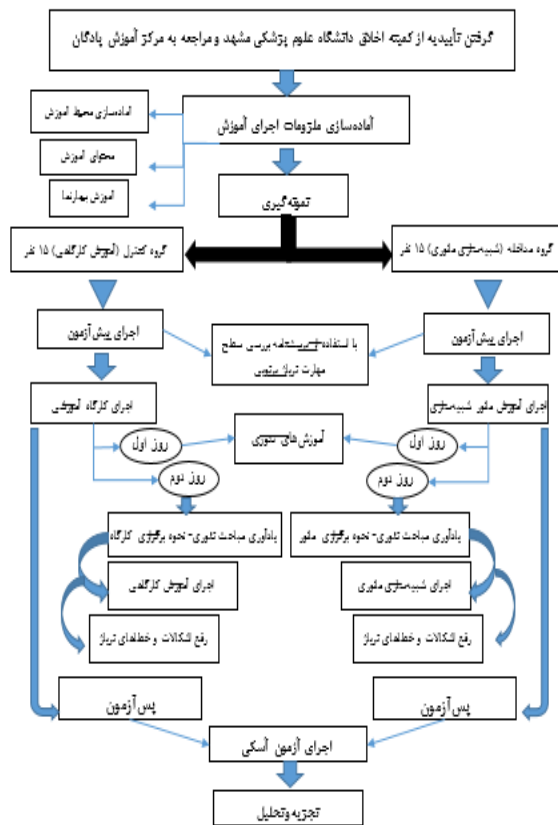 گرفتن تأییدیه از کمیته اخلاق دانشگاه علوم پزشکی مشهد و مراجعه به مرکز آموزش پادگان
آماده‌سازی ملزومات اجرای آموزش
آماده‌سازی محیط آموزش
محتوای آموزش
آموزش بیمارنما
نمونه‌گیری
گروه مداخله (شبیه‌سازی مانوری) ۱۵ نفر
گروه کنترل (آموزش کارگاهی) ۱۵ نفر
اجرای پیش‌آزمون
اجرای پیش‌آزمون
با استفاده از پرسشنامه بررسی سطح
مهارت تریاژ پرتویی
اجرای آموزش مانور شبیه‌سازی
اجرای کارگاه آموزشی
روز اول
آموزش‌های تئوری
روز اول
روز دوم
روز دوم
یادآوری مباحث تئوری- نحوه برگزاری مانور
یادآوری مباحث تئوری- نحوه برگزاری کارگاه
اجرای شبیه‌سازی مانوری
اجرای آموزش کارگاهی
رفع اشکالات و خطاهای تریاژ
رفع اشکالات و خطاهای تریاژ
پس‌آزمون
پس‌آزمون
اجرای آزمون آسکی
تجزیه‌وتحلیل